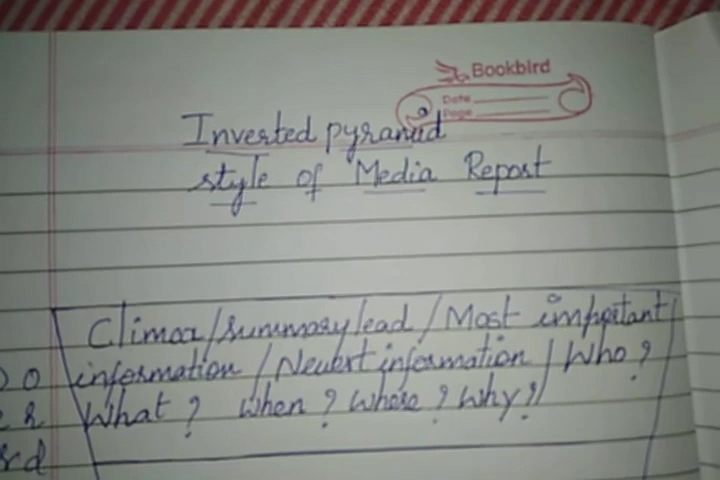 Bookbird
Date
Page
Inverted pyramid
style of Media Report
Climax/summary lead/Most important
information/Newest information/Who?
What? When? Where? Why?/